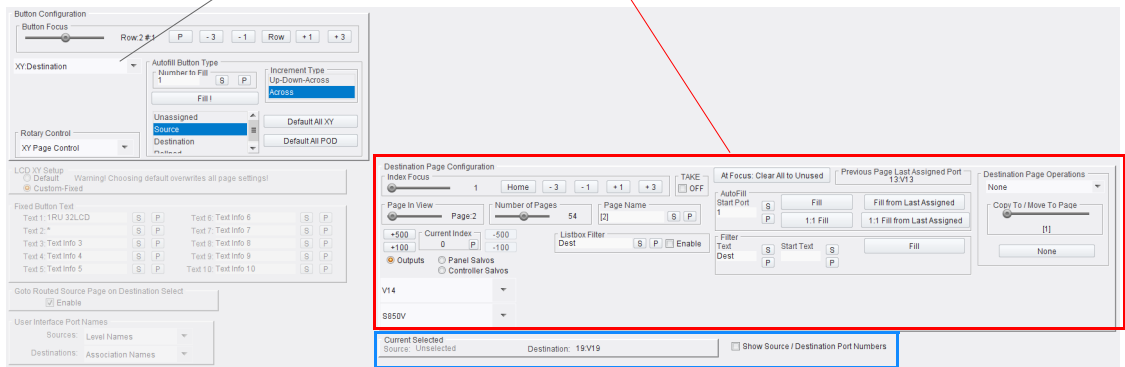 Button Configuration
Button Focus
Row:2 #:1 P - 3 - 1 Row + 1 + 3
XY:Destination
Autofill Button Type
Number to Fill
1 S P
Fill !
Increment Type
Up-Down-Across
Across
Unassigned
Source
Destination
Default All XY
Default All POD
Rotary Control
XY Page Control
LCD XY Setup
Default Warning! Choosing default overwrites all page settings!
Custom-Fixed
Fixed Button Text
Text 1: 1RU 32LCD S P Text 6: Text Info 6 S P
Text 2: * S P Text 7: Text Info 7 S P
Text 3: Text Info 3 S P Text 8: Text Info 8 S P
Text 4: Text Info 4 S P Text 9: Text Info 9 S P
Text 5: Text Info 5 S P Text 10: Text Info 10 S P
Goto Routed Source Page on Destination Select
Enable
User Interface Port Names
Sources: Level Names
Destinations: Association Names
Destination Page Configuration
Index Focus
1 Home - 3 - 1 + 1 + 3
TAKE
OFF
Page In View
Page:2
Number of Pages
54
Page Name
[2] S P
+500 Current Index -500
+100 0 P -100
Listbox Filter
Dest S P Enable
Outputs Panel Salvos
Controller Salvos
V14
S850V
At Focus: Clear All to Unused
Previous Page Last Assigned Port
13:V13
AutoFill
Start Port
1 S P
Fill Fill from Last Assigned
1:1 Fill 1:1 Fill from Last Assigned
Filter
Text
Dest S P
Start Text S P
Fill
Destination Page Operations
None
Copy To / Move To Page
[1]
None
Current Selected
Source: Unselected Destination: 19:V19
Show Source / Destination Port Numbers